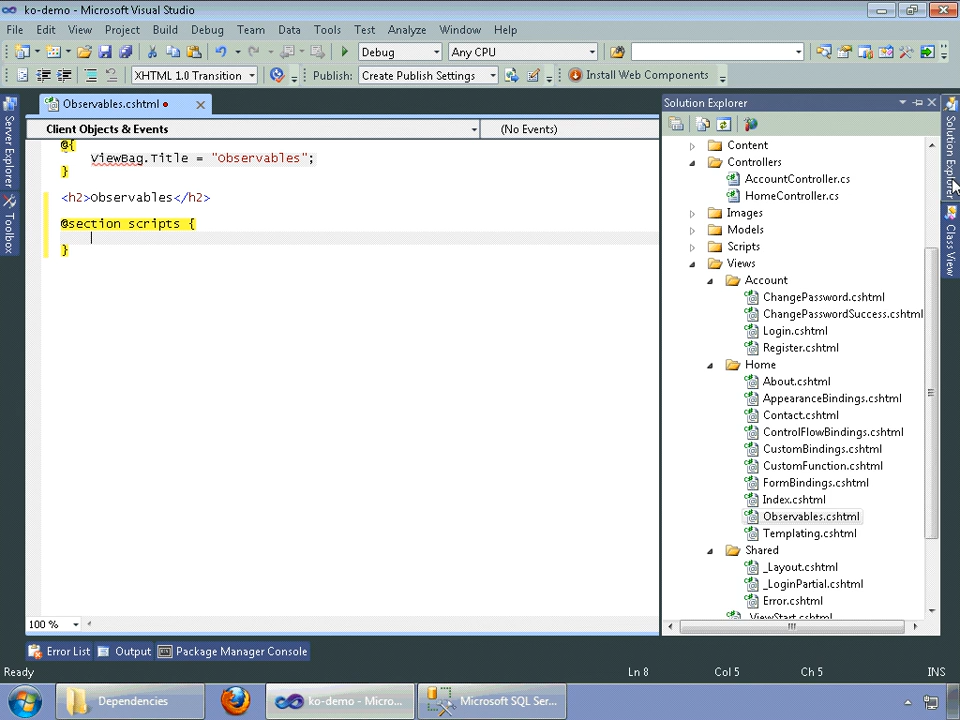 ko-demo - Microsoft Visual Studio
File Edit View Project Build Debug Team Data Tools Architecture Test Analyze Window Help
Debug Any CPU
XHTML 1.0 Transition Publish: Create Publish Settings Install Web Components
Server Explorer
Toolbox
Observables.cshtml
Client Objects & Events (No Events)
@{
ViewBag.Title = "Observables";
}
<h2>Observables</h2>
@section scripts {
}
100 %
Solution Explorer
Content
Controllers
AccountController.cs
HomeController.cs
Images
Models
Scripts
Views
Account
ChangePassword.cshtml
ChangePasswordSuccess.cshtml
Login.cshtml
Register.cshtml
Home
About.cshtml
AppearanceBindings.cshtml
Contact.cshtml
ControlFlowBindings.cshtml
CustomBindings.cshtml
CustomFunction.cshtml
FormBindings.cshtml
Index.cshtml
Observables.cshtml
Templating.cshtml
Shared
_Layout.cshtml
_LoginPartial.cshtml
Error.cshtml
_ViewStart.cshtml
Solution Explorer
Class View
Error List Output Package Manager Console
Ready Ln 8 Col 5 Ch 5 INS
Dependencies ko-demo - Micro... Microsoft SQL Ser...